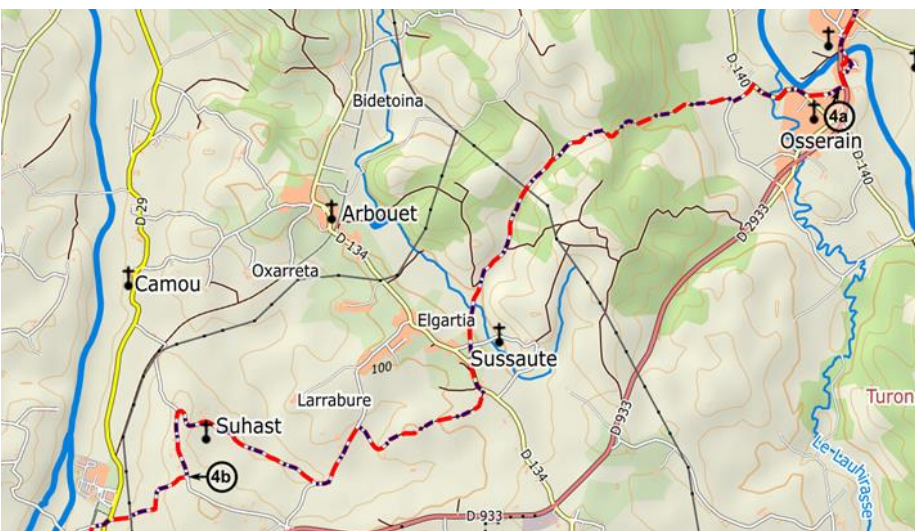 D 140
4a
Osserain
D 140
Bidetoina
Arbouet
D 29
D 134
D 2933
Oxarreta
Camou
Elgartia
Sussaute
100
Larrabure
D 933
Turon
Suhast
4b
D 134
Le Lauhirasse
D 933